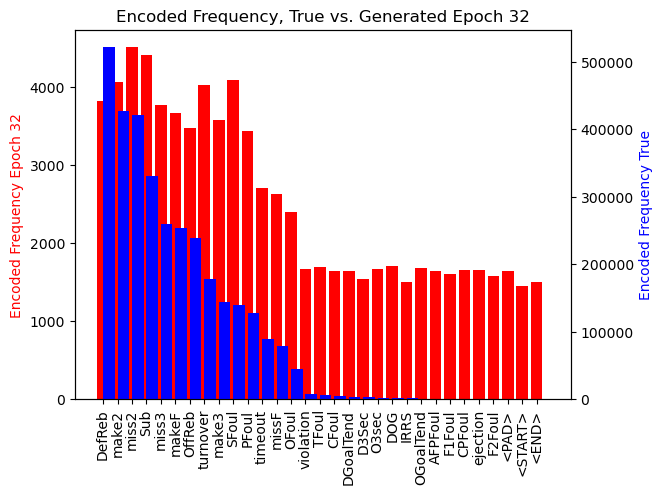 Encoded Frequency, True vs. Generated Epoch 32
Encoded Frequency Epoch 32
4000
3000
2000
1000
0
500000
400000
300000
200000
100000
0
Encoded Frequency True
DefReb
make2
miss2
Sub
miss3
makeF
OffReb
turnover
make3
SFoul
PFoul
timeout
missF
OFoul
violation
TFoul
CFoul
DGoalTend
D3Sec
O3sec
DOG
IRRS
OGoalTend
AFPFoul
F1Foul
CPFoul
ejection
F2Foul
<PAD>
<START>
<END>